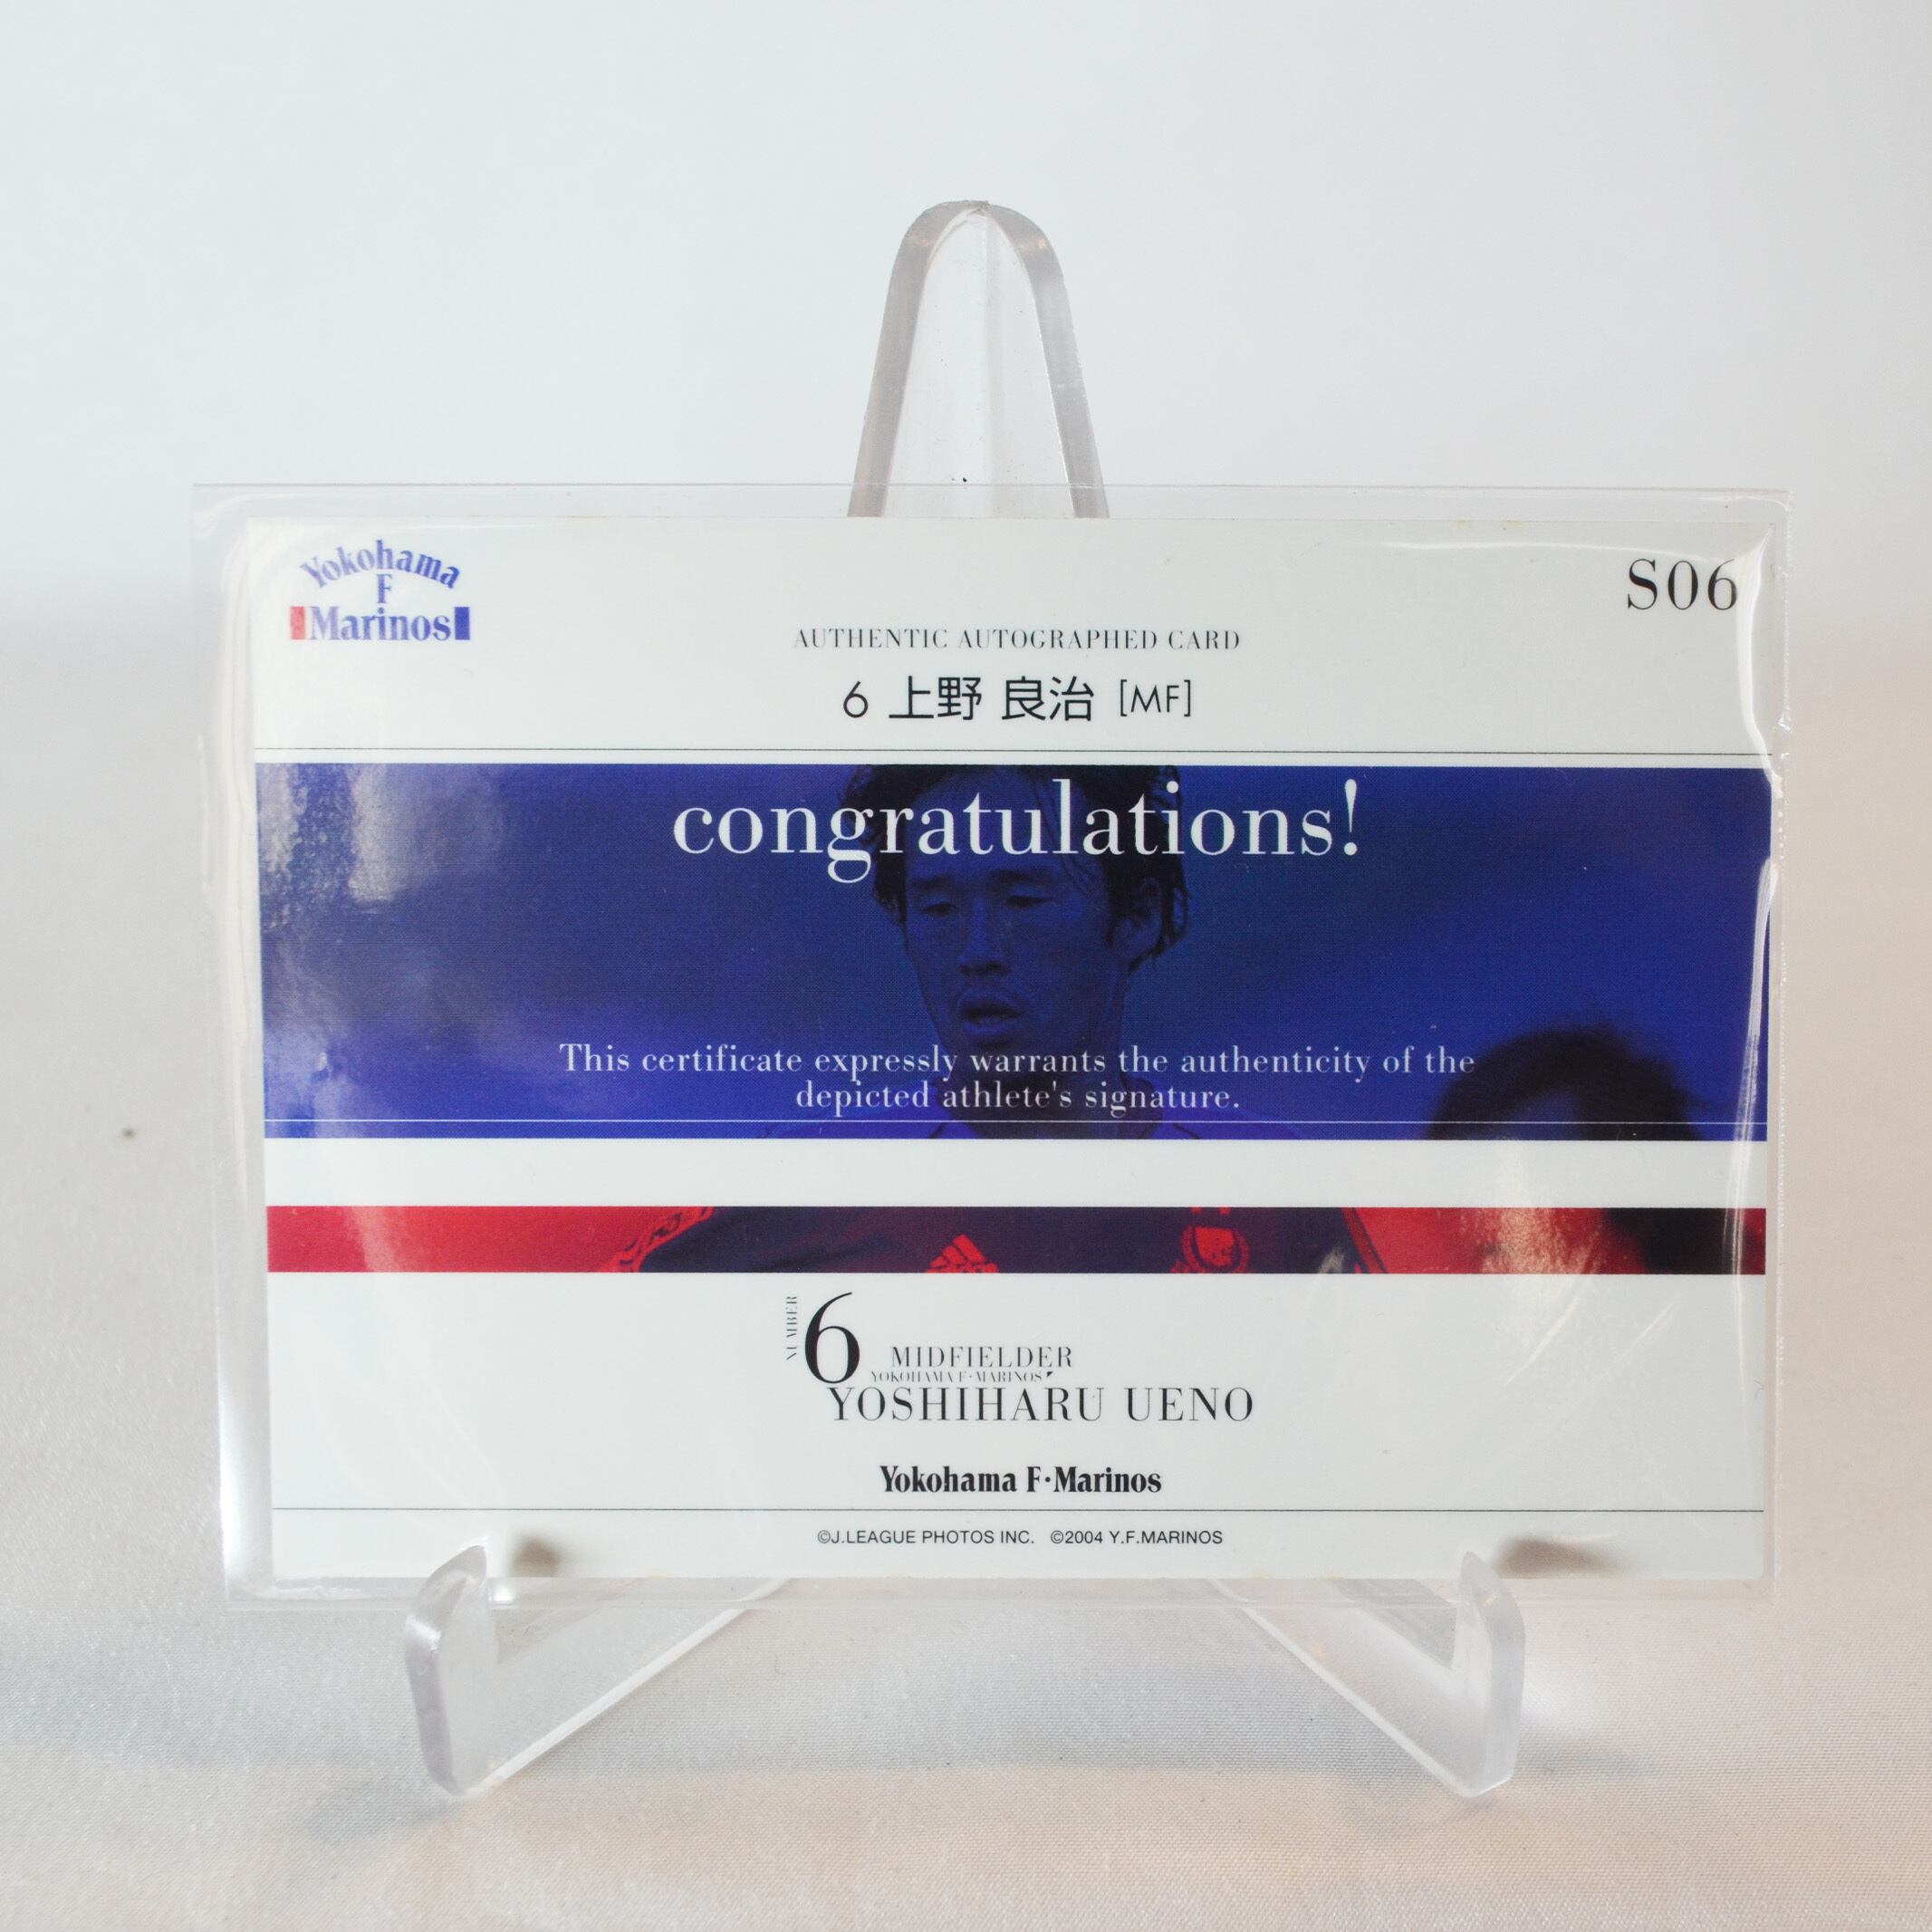 Yokohama
F
Marinos
S06
AUTHENTIC AUTOGRAPHED CARD
6 上野 良治 [MF]
congratulations!
This certificate expressly warrants the authenticity of the
depicted athlete's signature.
NUMBER
6
MIDFIELDER
YOKOHAMA F·MARINOS
YOSHIHARU UENO
Yokohama F·Marinos
©J.LEAGUE PHOTOS INC. ©2004 Y.F.MARINOS